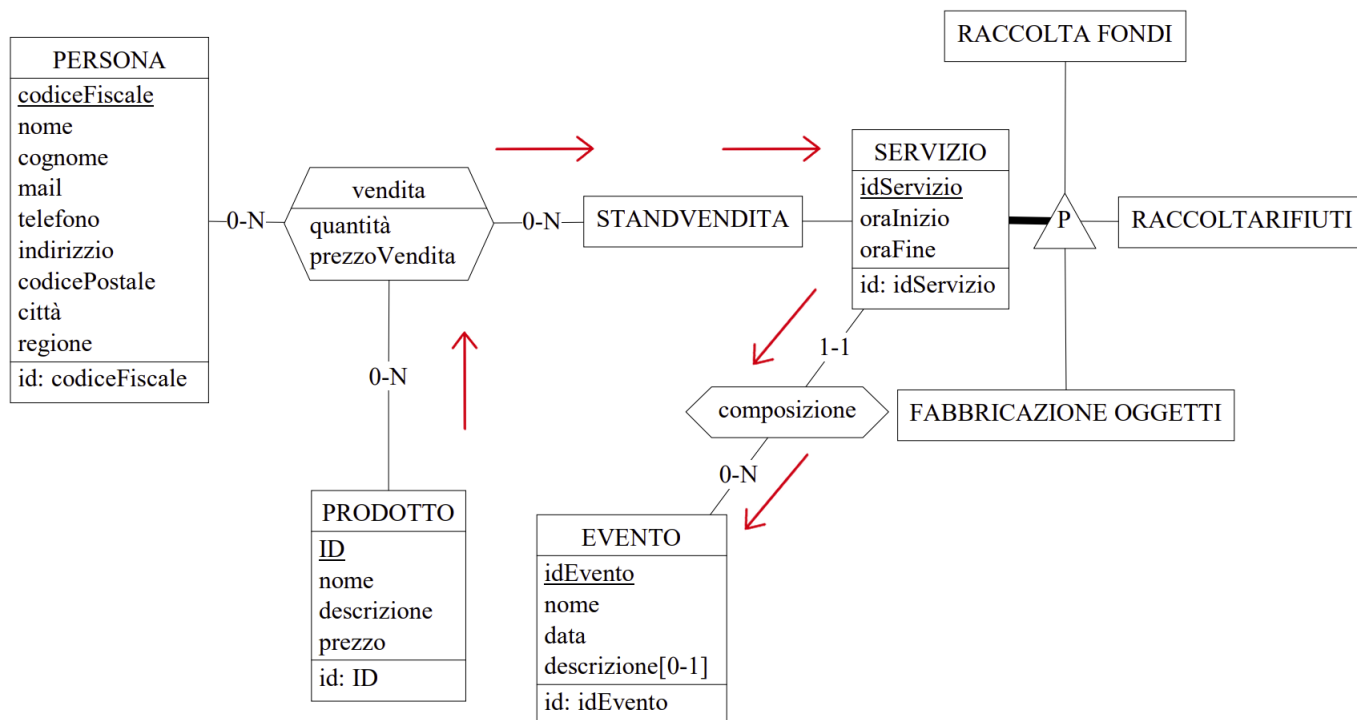 PERSONA
codiceFiscale
nome
cognome
mail
telefono
indirizzio
codicePostale
città
regione
id: codiceFiscale
0-N
vendita
quantità
prezzoVendita
0-N
STANDVENDITA
SERVIZIO
idServizio
oraInizio
oraFine
id: idServizio
RACCOLTA FONDI
P
RACCOLTARIFIUTI
FABBRICAZIONE OGGETTI
0-N
1-1
composizione
0-N
PRODOTTO
ID
nome
descrizione
prezzo
id: ID
EVENTO
idEvento
nome
data
descrizione[0-1]
id: idEvento